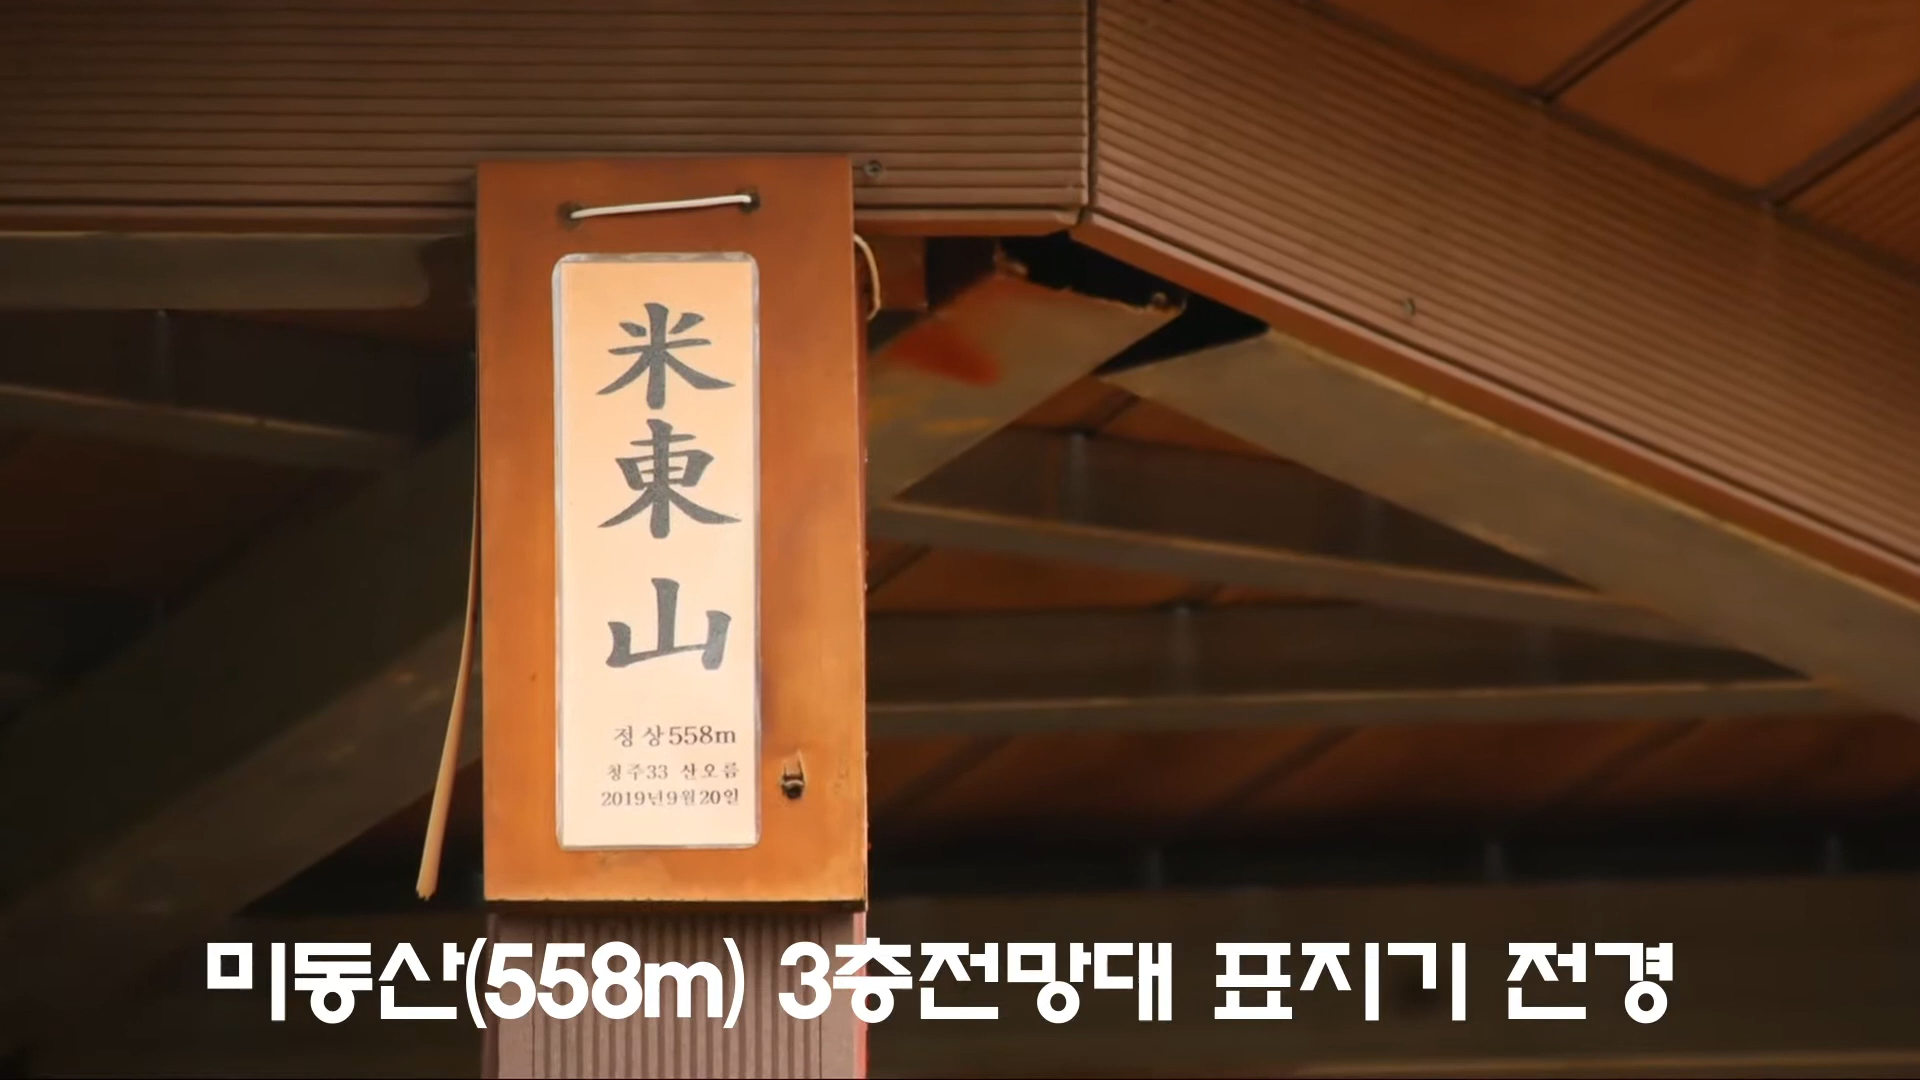 米東山
정상558m
청주33 산오름
2019년9월20일
미동산(558m) 3층전망대 표지기 전경